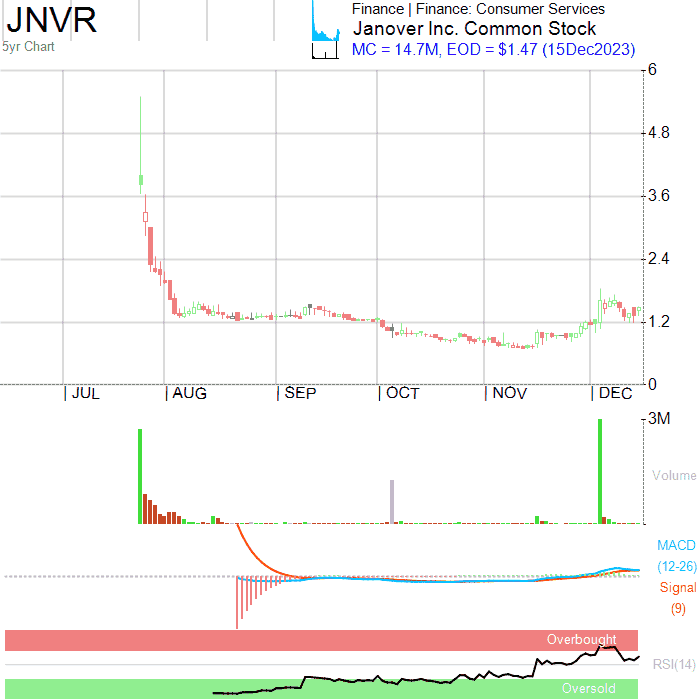 JNVR
5yr Chart
Finance | Finance: Consumer Services
Janover Inc. Common Stock
MC = 14.7M, EOD = $1.47 (15Dec2023)
6
4.8
3.6
2.4
1.2
0
| JUL | AUG | SEP | OCT | NOV | DEC
3M
Volume
MACD
(12-26)
Signal
(9)
Overbought
RSI(14)
Oversold